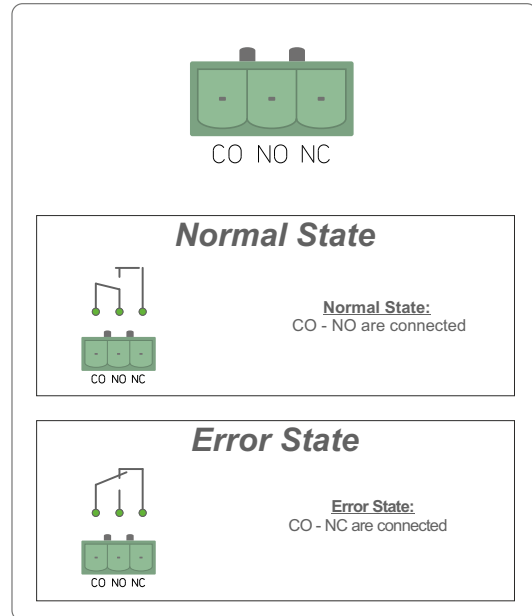 CO NO NC
Normal State
Normal State:
CO - NO are connected
CO NO NC
Error State
Error State:
CO - NC are connected
CO NO NC